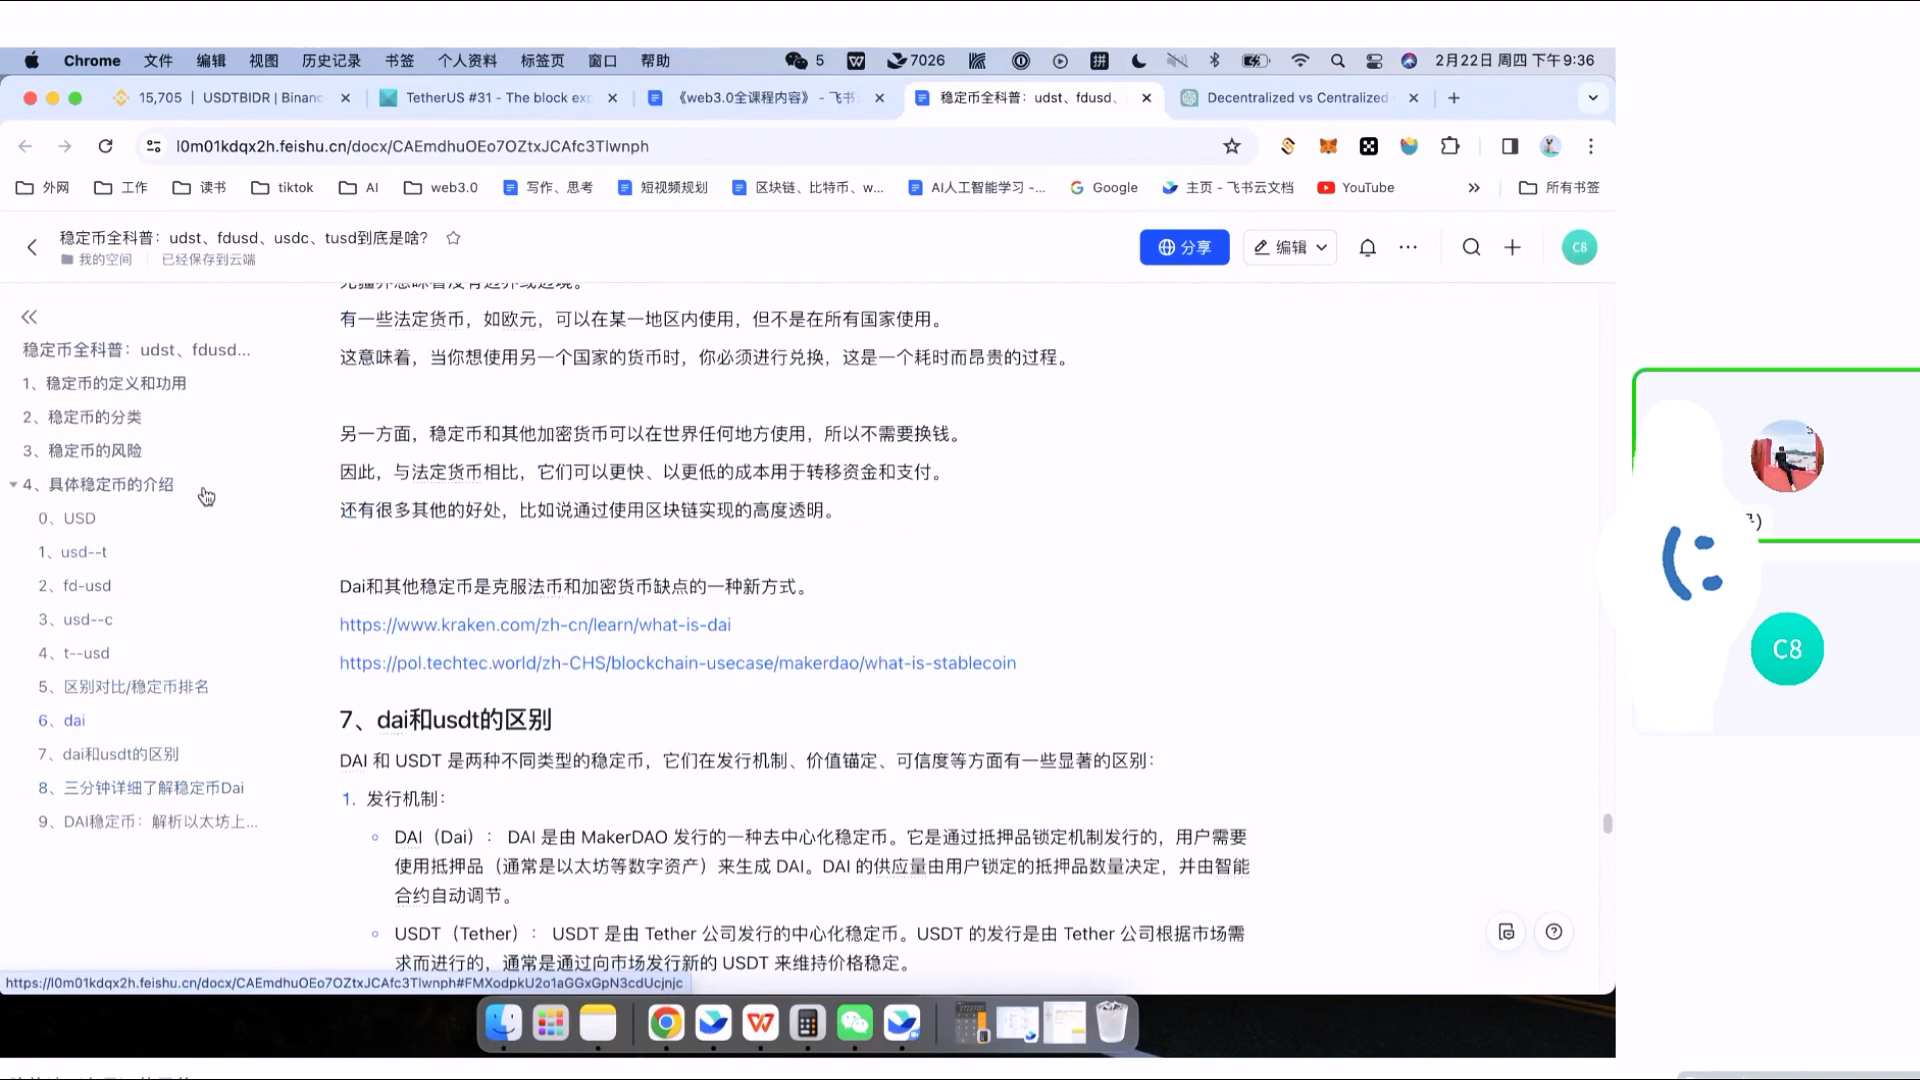 Chrome 文件 编辑 视图 历史记录 书签 个人资料 标签页 窗口 帮助 5 7026 拼 2月22日 周四 下午9:36
15,705 | USDTBIDR | Binanc TetherUS #31 - The block exp 《web3.0全课程内容》 - 飞书 稳定币全科普：udst、fdusd、 Decentralized vs Centralized
l0m01kdqx2h.feishu.cn/docx/CAEmdhuOEo7OZtxJCAfc3Tlwnph
外网 工作 读书 tiktok AI web3.0 写作、思考 短视频规划 区块链、比特币、w... AI人工智能学习 -... Google 主页 - 飞书云文档 YouTube 所有书签
稳定币全科普：udst、fdusd、usdc、tusd到底是啥?
我的空间 已经保存到云端
分享 编辑 C8
稳定币全科普：udst、fdusd...
1、稳定币的定义和功用
2、稳定币的分类
3、稳定币的风险
4、具体稳定币的介绍
0、USD
1、usd--t
2、fd-usd
3、usd--c
4、t--usd
5、区别对比/稳定币排名
6、dai
7、dai和usdt的区别
8、三分钟详细了解稳定币Dai
9、DAI稳定币：解析以太坊上...
有一些法定货币，如欧元，可以在某一地区内使用，但不是在所有国家使用。
这意味着，当你想使用另一个国家的货币时，你必须进行兑换，这是一个耗时而昂贵的过程。
另一方面，稳定币和其他加密货币可以在世界任何地方使用，所以不需要换钱。
因此，与法定货币相比，它们可以更快、以更低的成本用于转移资金和支付。
还有很多其他的好处，比如说通过使用区块链实现的高度透明。
Dai和其他稳定币是克服法币和加密货币缺点的一种新方式。
https://www.kraken.com/zh-cn/learn/what-is-dai
https://pol.techtec.world/zh-CHS/blockchain-usecase/makerdao/what-is-stablecoin
7、dai和usdt的区别
DAI 和 USDT 是两种不同类型的稳定币，它们在发行机制、价值锚定、可信度等方面有一些显著的区别：
1. 发行机制：
DAI（Dai）： DAI 是由 MakerDAO 发行的一种去中心化稳定币。它是通过抵押品锁定机制发行的，用户需要
使用抵押品（通常是以太坊等数字资产）来生成 DAI。DAI 的供应量由用户锁定的抵押品数量决定，并由智能
合约自动调节。
USDT（Tether）： USDT 是由 Tether 公司发行的中心化稳定币。USDT 的发行是由 Tether 公司根据市场需
求而进行的，通常是通过向市场发行新的 USDT 来维持价格稳定。
https://l0m01kdqx2h.feishu.cn/docx/CAEmdhuOEo7OZtxJCAfc3Tlwnph#FMXodpkU2o1aGGxGpN3cdUcjnjc
C8